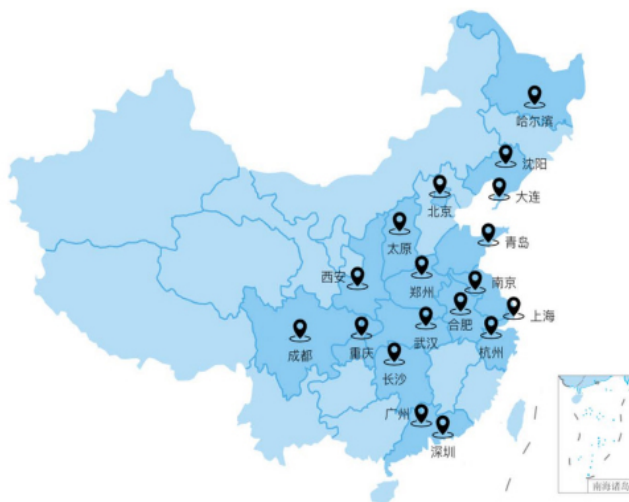 哈尔滨
沈阳
大连
北京
青岛
太原
西安
郑州
南京
上海
合肥
武汉
杭州
成都
重庆
长沙
广州
深圳
南海诸岛